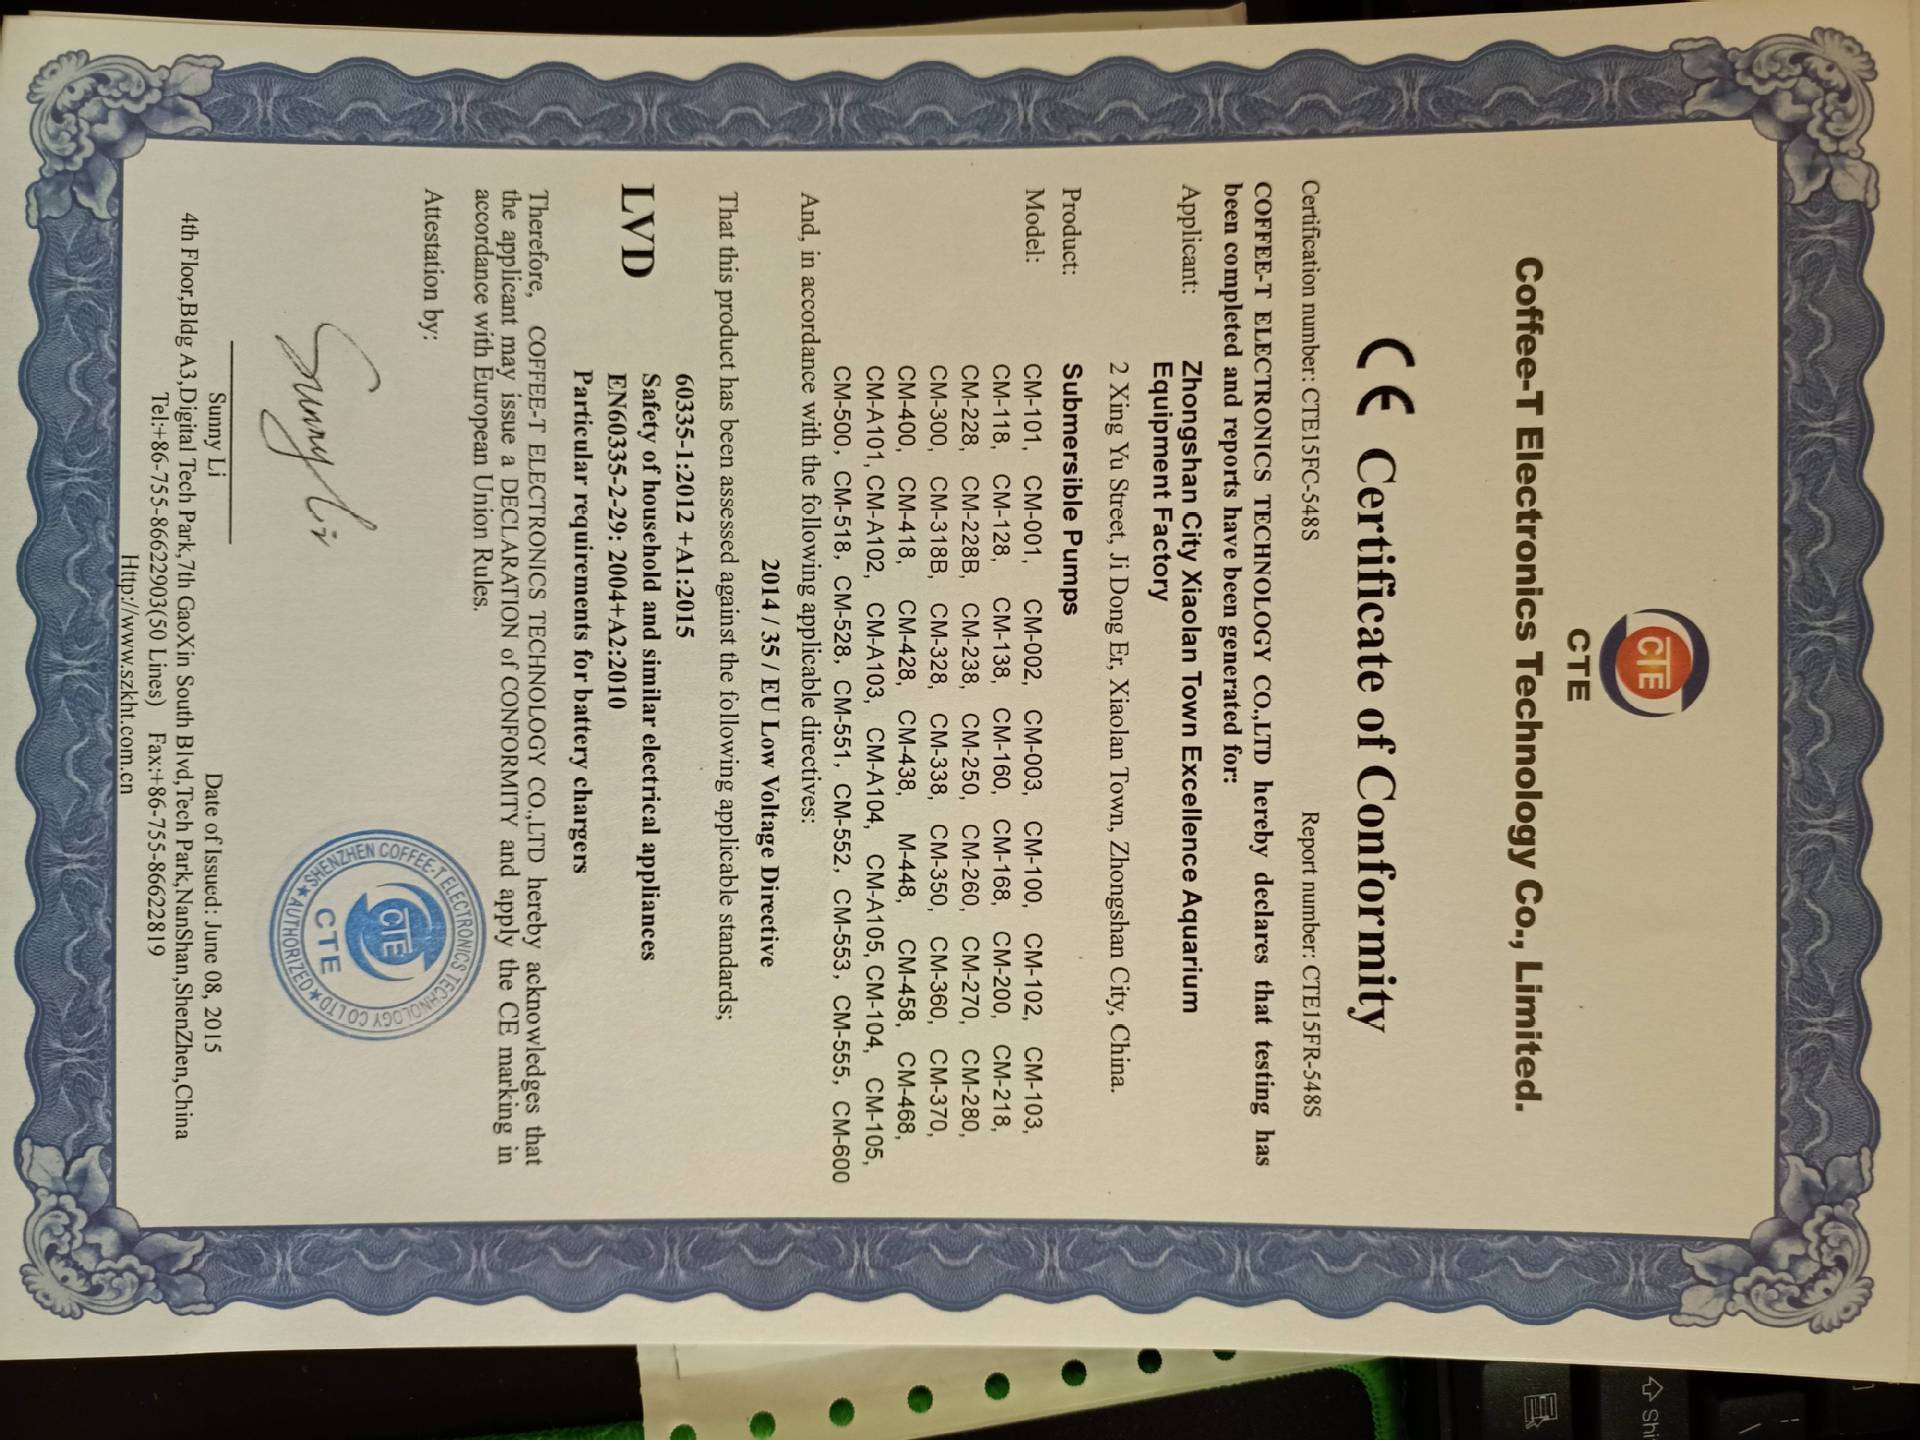 CTE
CTE
Coffee-T Electronics Technology Co., Limited.
CE Certificate of Conformity
Certification number: CTE15FC-548S Report number: CTE15FR-548S
COFFEE-T ELECTRONICS TECHNOLOGY CO.,LTD hereby declares that testing has
been completed and reports have been generated for:
Applicant: Zhongshan City Xiaolan Town Excellence Aquarium
Equipment Factory
2 Xing Yu Street, Ji Dong Er, Xiaolan Town, Zhongshan City, China.
Product: Submersible Pumps
Model: CM-101, CM-001, CM-002, CM-003, CM-100, CM-102, CM-103,
CM-118, CM-128, CM-138, CM-160, CM-168, CM-200, CM-218,
CM-228, CM-228B, CM-238, CM-250, CM-260, CM-270, CM-280,
CM-300, CM-318B, CM-328, CM-338, CM-350, CM-360, CM-370,
CM-400, CM-418, CM-428, CM-438, M-448, CM-458, CM-468,
CM-A101, CM-A102, CM-A103, CM-A104, CM-A105, CM-104, CM-105,
CM-500, CM-518, CM-528, CM-551, CM-552, CM-553, CM-555, CM-600
And, in accordance with the following applicable directives:
2014 / 35 / EU Low Voltage Directive
That this product has been assessed against the following applicable standards;
60335-1:2012 +A1:2015
LVD Safety of household and similar electrical appliances
EN60335-2-29: 2004+A2:2010
Particular requirements for battery chargers
Therefore, COFFEE-T ELECTRONICS TECHNOLOGY CO.,LTD hereby acknowledges that
the applicant may issue a DECLARATION of CONFORMITY and apply the CE marking in
accordance with European Union Rules.
Attestation by:
Sunny Li
SHENZHEN COFFEE-T ELECTRONICS TECHNOLOGY CO LTD
CTE
CTE
★AUTHORIZED★
Sunny Li Date of Issued: June 08, 2015
4th Floor,Bldg A3,Digital Tech Park,7th GaoXin South Blvd,Tech Park,NanShan,ShenZhen,China
Tel:+86-755-86622903(50 Lines) Fax:+86-755-86622819
Http://www.szkht.com.cn
Shi